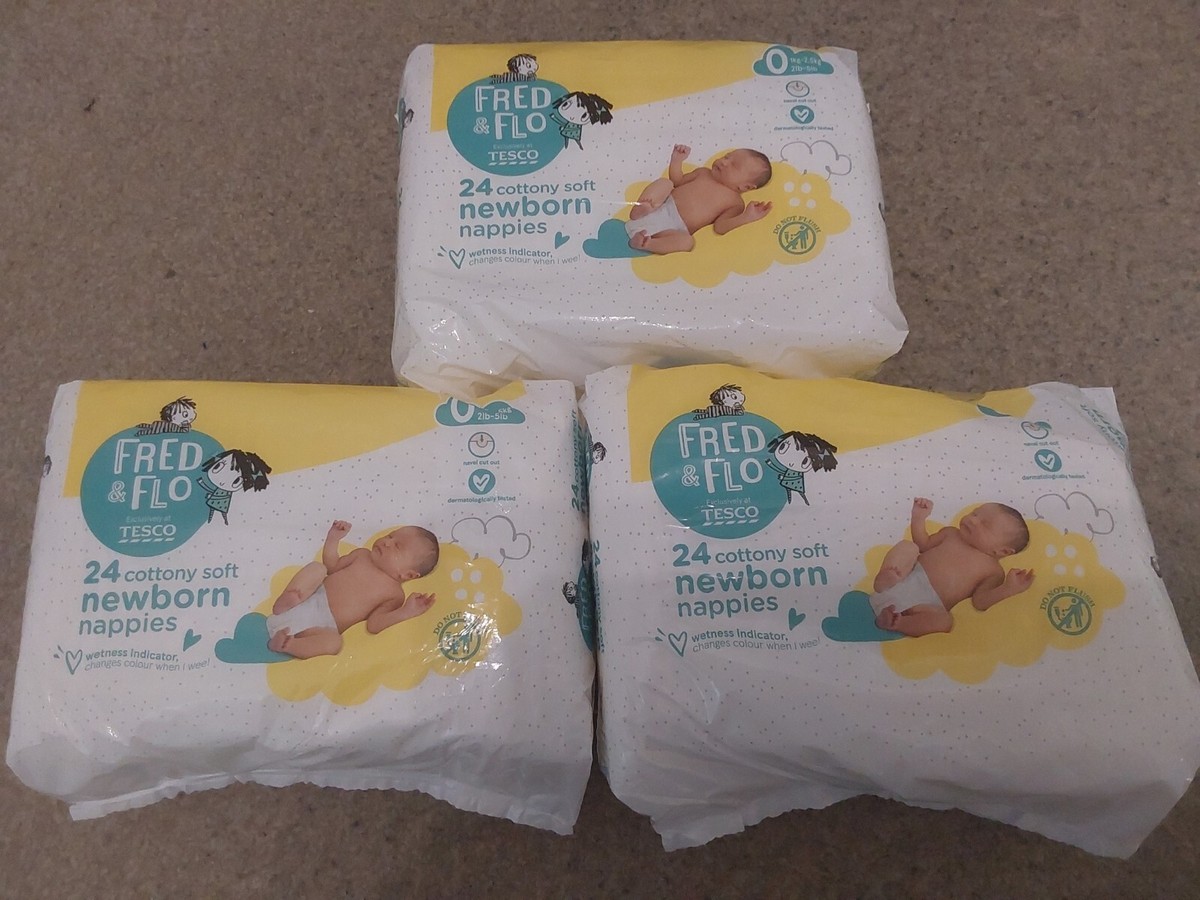 FRED
& FLO
Exclusively at
TESCO
24 cottony soft
newborn
nappies
wetness indicator,
changes colour when I wee!
0
1kg-2.5kg
2lb-5lb
navel cut out
dermatologically tested
DO NOT FLUSH
FRED
& FLO
Exclusively at
TESCO
24 cottony soft
newborn
nappies
wetness indicator,
changes colour when I wee!
0
2lb-5lb
navel cut out
dermatologically tested
DO NOT
FRED
& FLO
Exclusively at
TESCO
24 cottony soft
newborn
nappies
wetness indicator,
changes colour when I wee!
navel cut out
dermatologically tested
DO NOT FLUSH